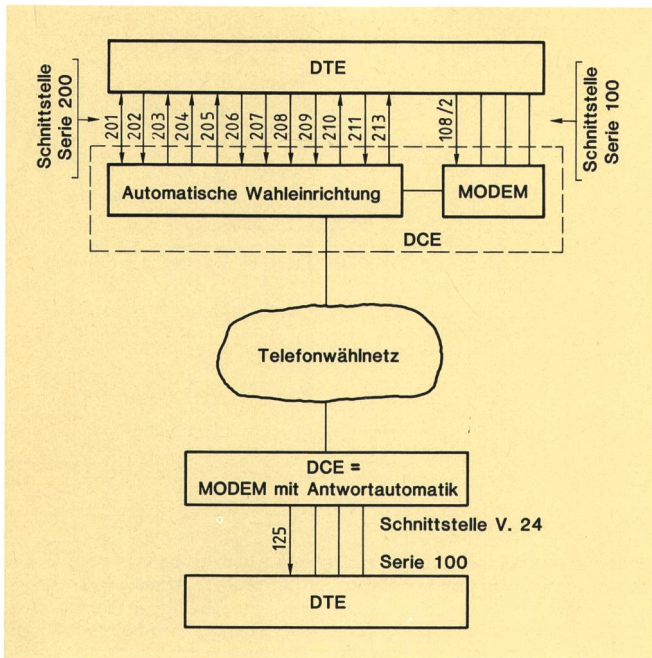 DTE
Schnittstelle
Serie 200
201
202
203
204
205
206
207
208
209
210
211
213
108/2
Schnittstelle
Serie 100
Automatische Wahleinrichtung
MODEM
DCE
Telefonwählnetz
DCE =
MODEM mit Antwortautomatik
125
Schnittstelle V. 24
Serie 100
DTE